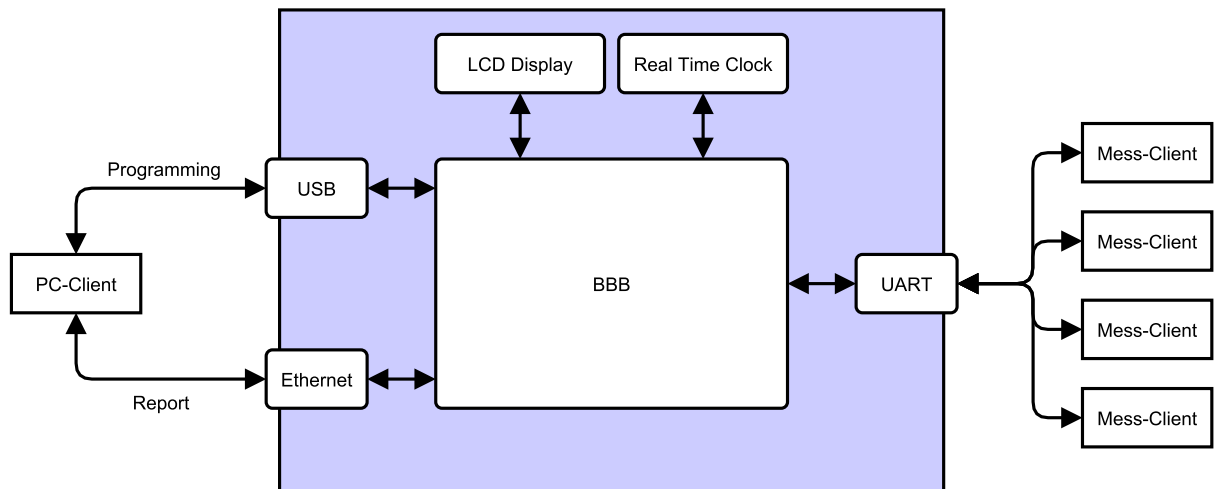 LCD Display
Real Time Clock
Programming
USB
Mess-Client
Mess-Client
PC-Client
BBB
UART
Mess-Client
Ethernet
Report
Mess-Client